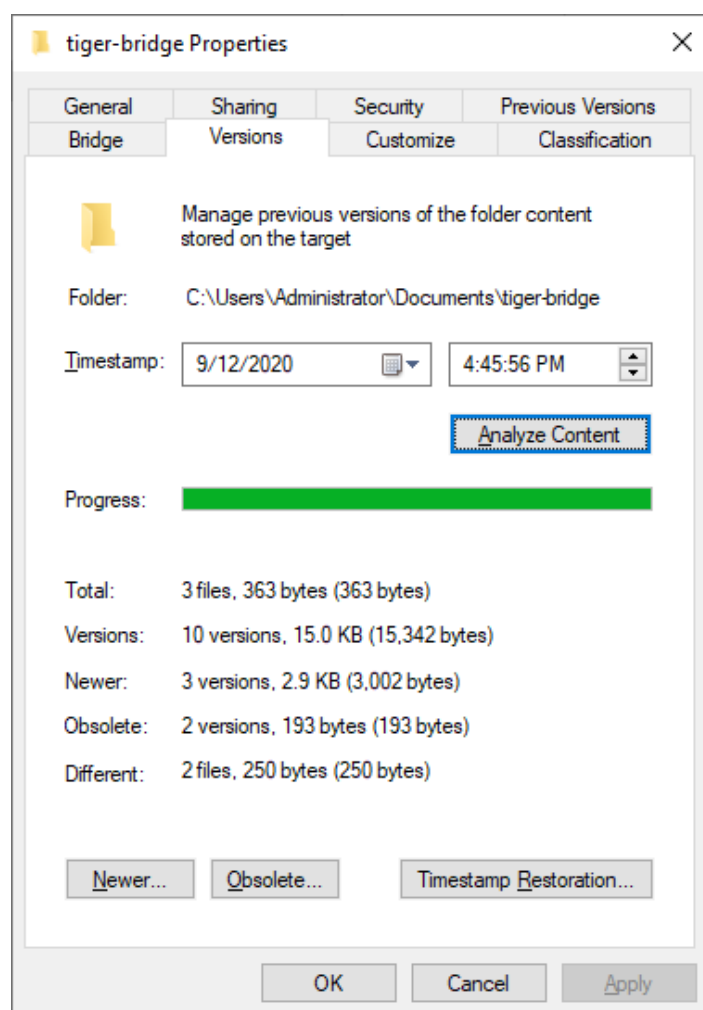 tiger-bridge Properties
General Sharing Security Previous Versions
Bridge Versions Customize Classification
Manage previous versions of the folder content
stored on the target
Folder: C:\Users\Administrator\Documents\tiger-bridge
Timestamp: 9/12/2020 4:45:56 PM
Analyze Content
Progress:
Total: 3 files, 363 bytes (363 bytes)
Versions: 10 versions, 15.0 KB (15,342 bytes)
Newer: 3 versions, 2.9 KB (3,002 bytes)
Obsolete: 2 versions, 193 bytes (193 bytes)
Different: 2 files, 250 bytes (250 bytes)
Newer... Obsolete... Timestamp Restoration...
OK Cancel Apply